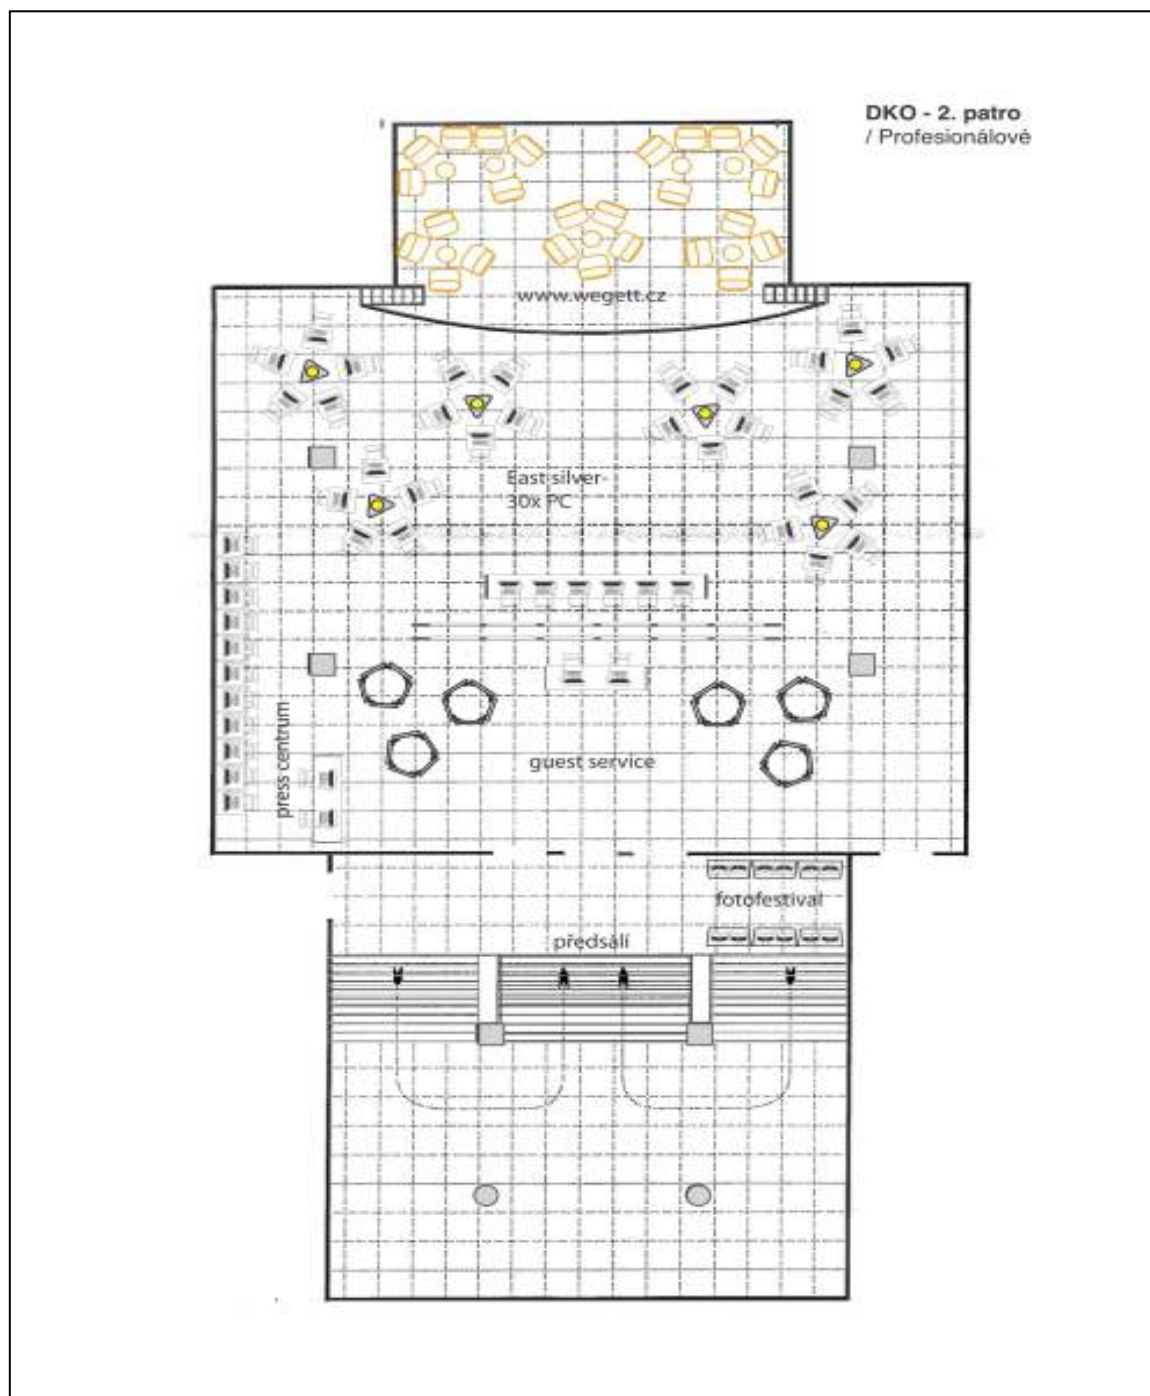 DKO - 2. patro
/ Profesionálové
www.wegett.cz
East silver-
30x PC
press centrum
guest service
fotofestival
předsálí